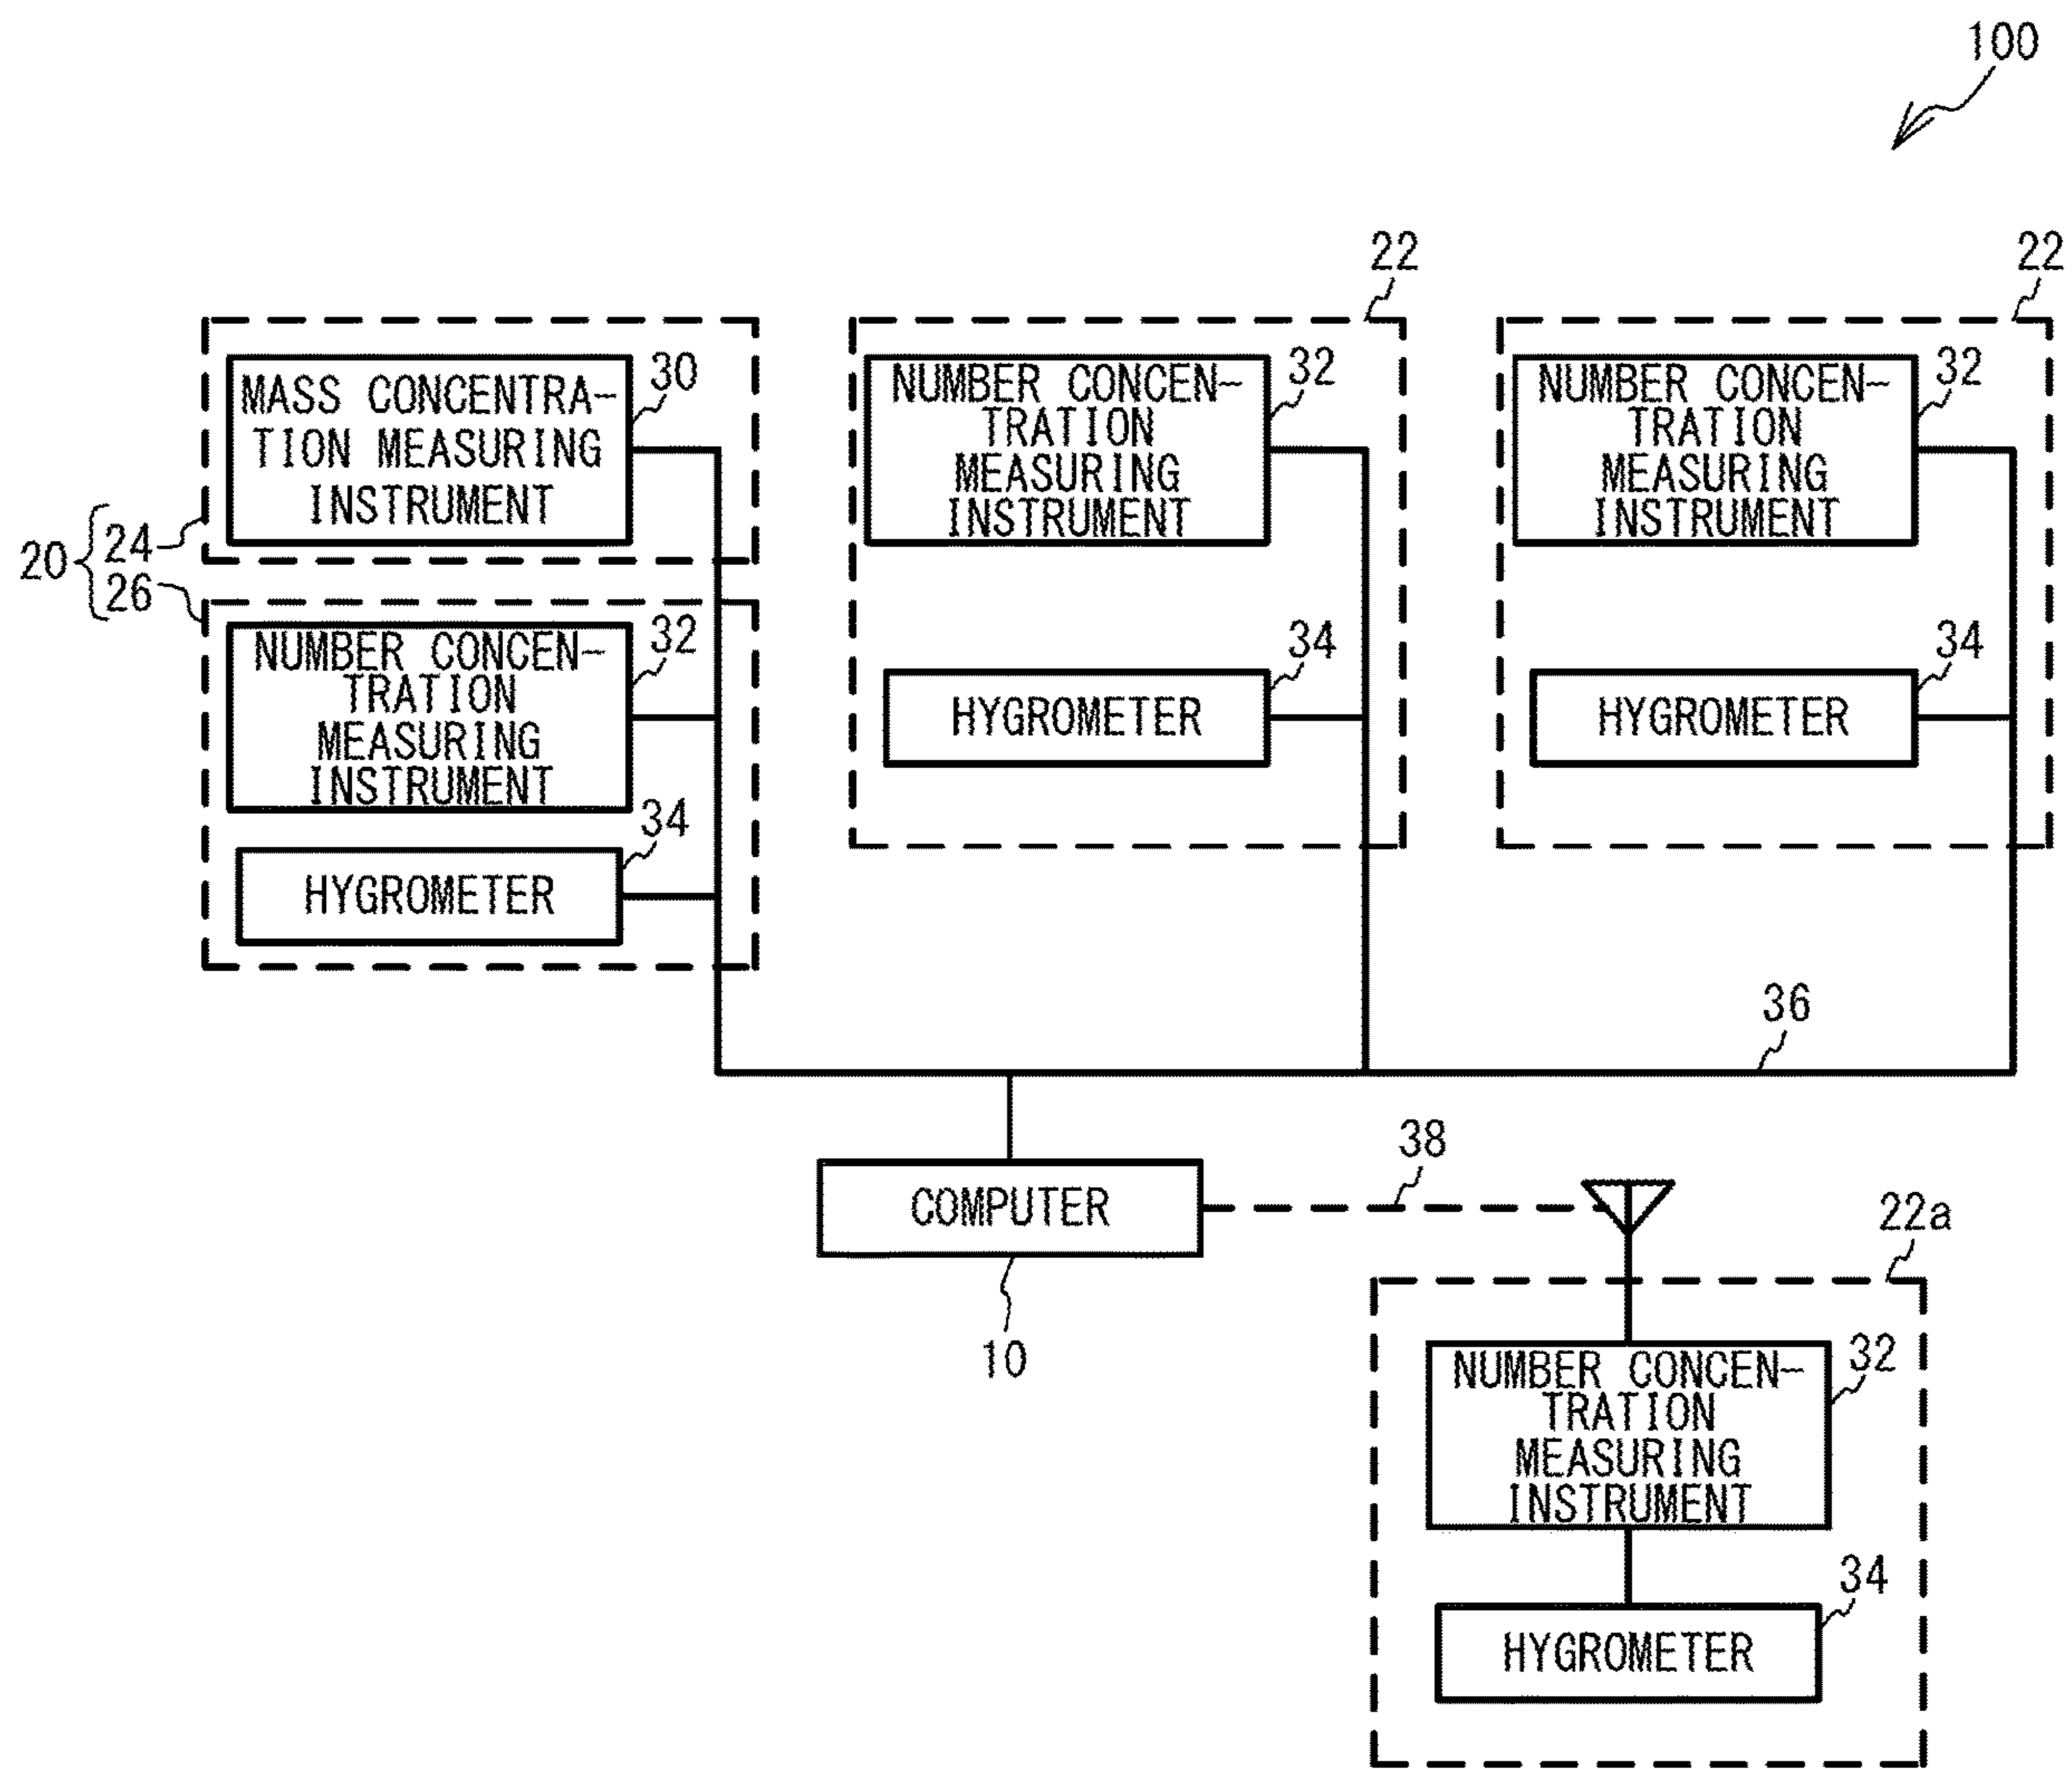 100
22
22
MASS CONCENTRA-
TION MEASURING
INSTRUMENT
30
NUMBER CONCEN-
TRATION
MEASURING
INSTRUMENT
32
NUMBER CONCEN-
TRATION
MEASURING
INSTRUMENT
32
20
24
26
NUMBER CONCEN-
TRATION
MEASURING
INSTRUMENT
32
HYGROMETER
34
HYGROMETER
34
HYGROMETER
34
36
38
COMPUTER
10
22a
NUMBER CONCEN-
TRATION
MEASURING
INSTRUMENT
32
HYGROMETER
34